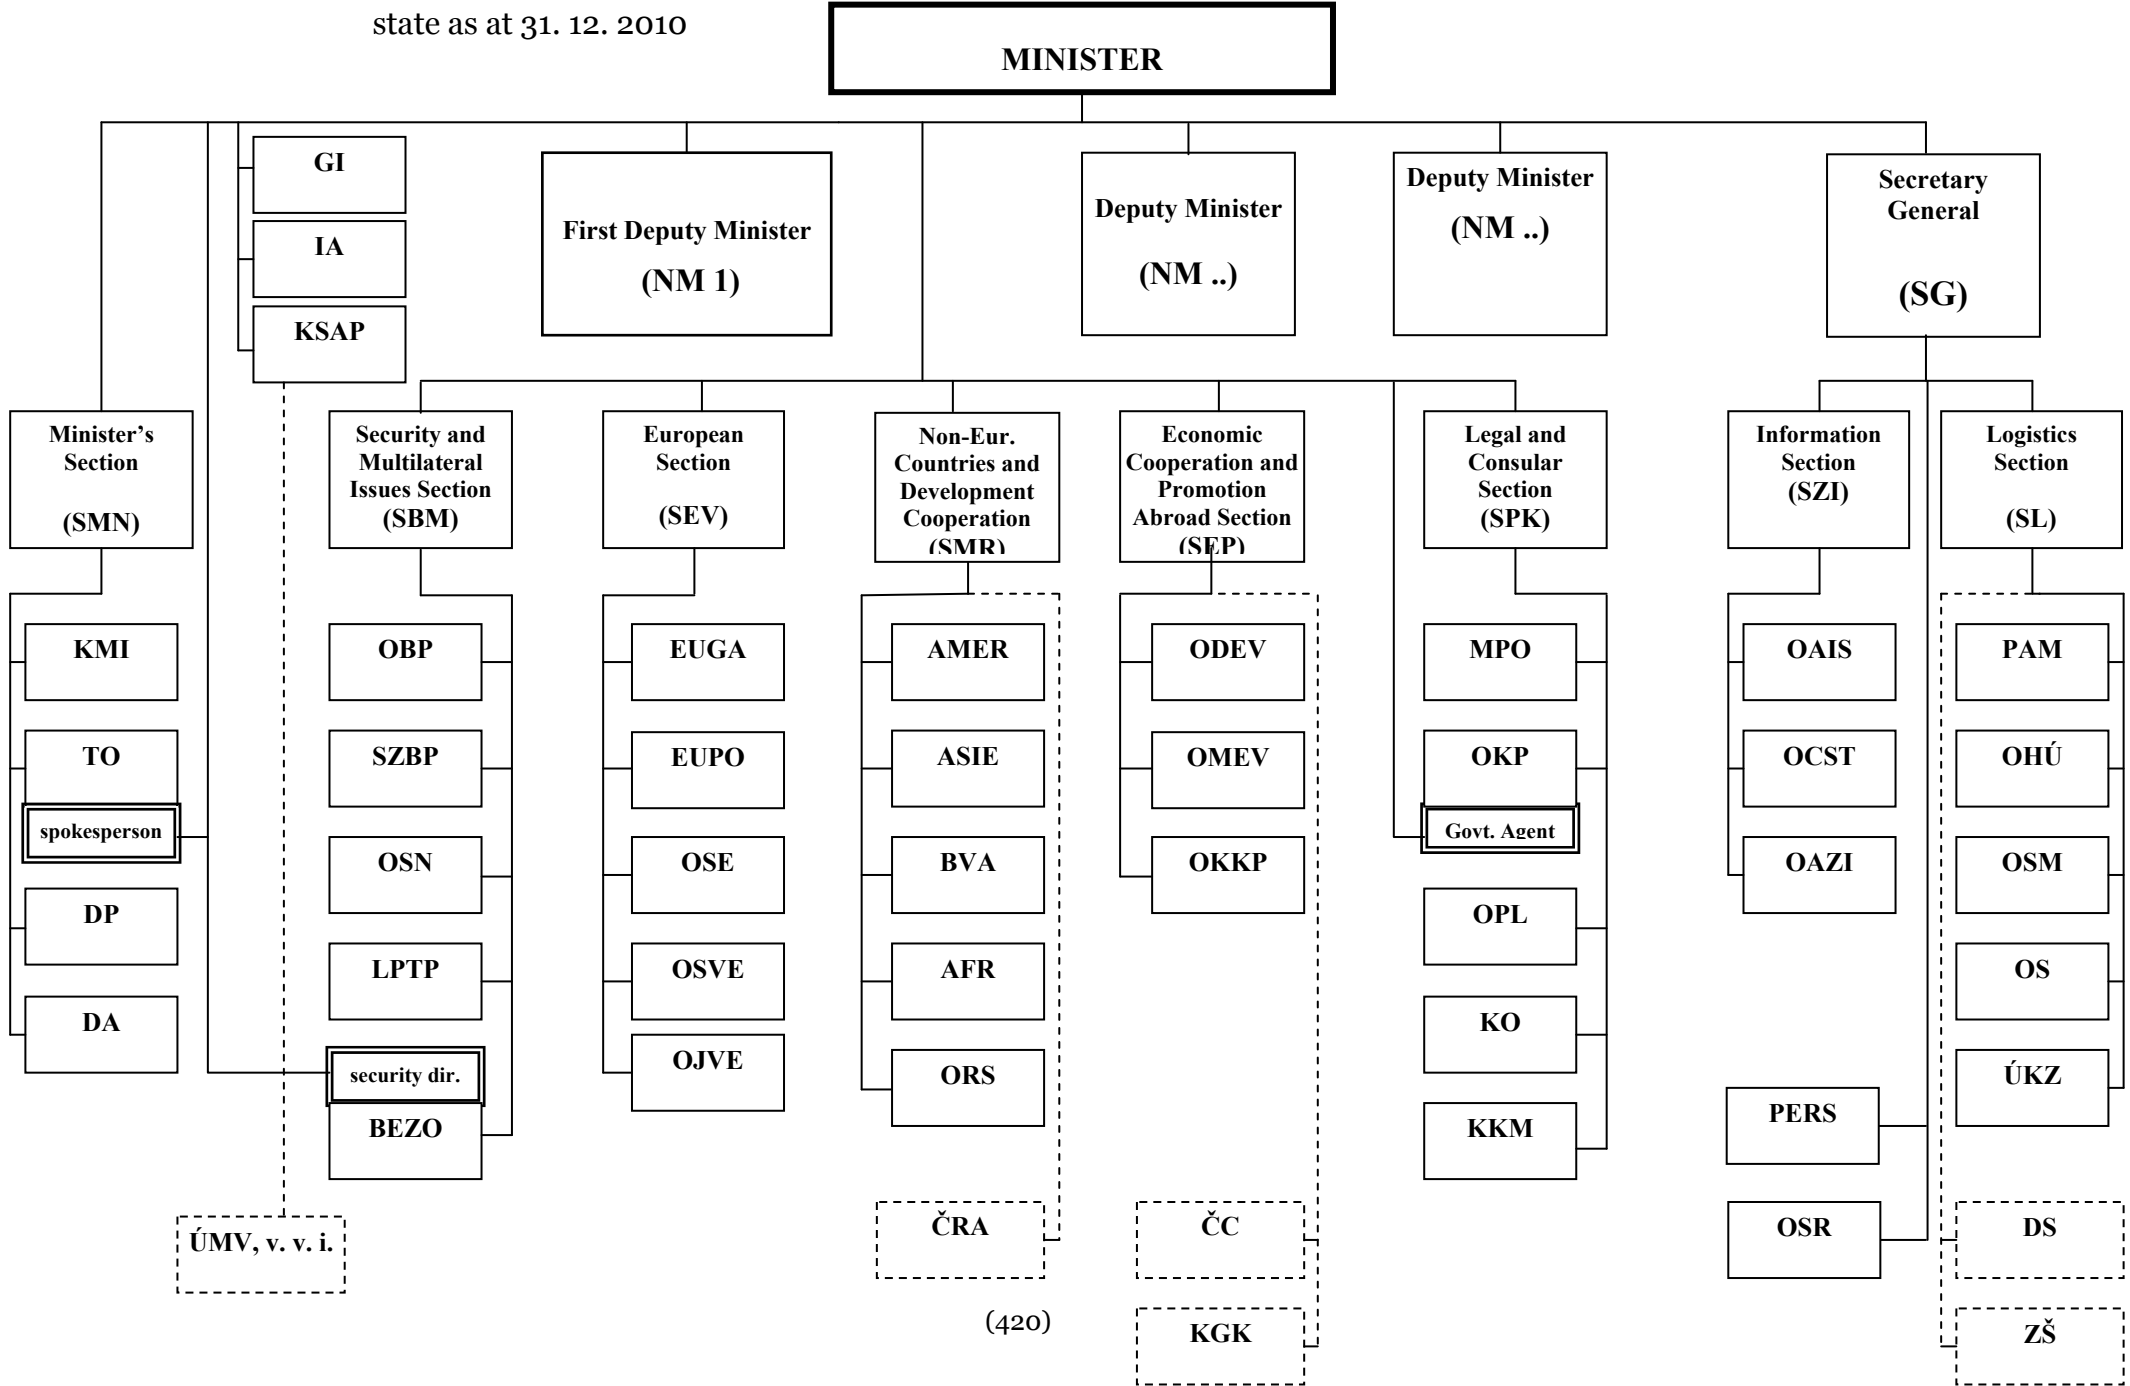 state as at 31. 12. 2010
MINISTER
GI
IA
KSAP
First Deputy Minister
(NM 1)
Deputy Minister
(NM ..)
Deputy Minister
(NM ..)
Secretary
General
(SG)
Minister’s
Section
(SMN)
Security and
Multilateral
Issues Section
(SBM)
European
Section
(SEV)
Non-Eur.
Countries and
Development
Cooperation
(SMR)
Economic
Cooperation and
Promotion
Abroad Section
(SEP)
Legal and
Consular
Section
(SPK)
Information
Section
(SZI)
Logistics
Section
(SL)
KMI
TO
spokesperson
DP
DA
OBP
SZBP
OSN
LPTP
security dir.
BEZO
EUGA
EUPO
OSE
OSVE
OJVE
AMER
ASIE
BVA
AFR
ORS
ODEV
OMEV
OKKP
MPO
OKP
Govt. Agent
OPL
KO
KKM
OAIS
OCST
OAZI
PAM
OHÚ
OSM
OS
ÚKZ
PERS
OSR
ÚMV, v. v. i.
ČRA
ČC
KGK
DS
ZŠ
(420)